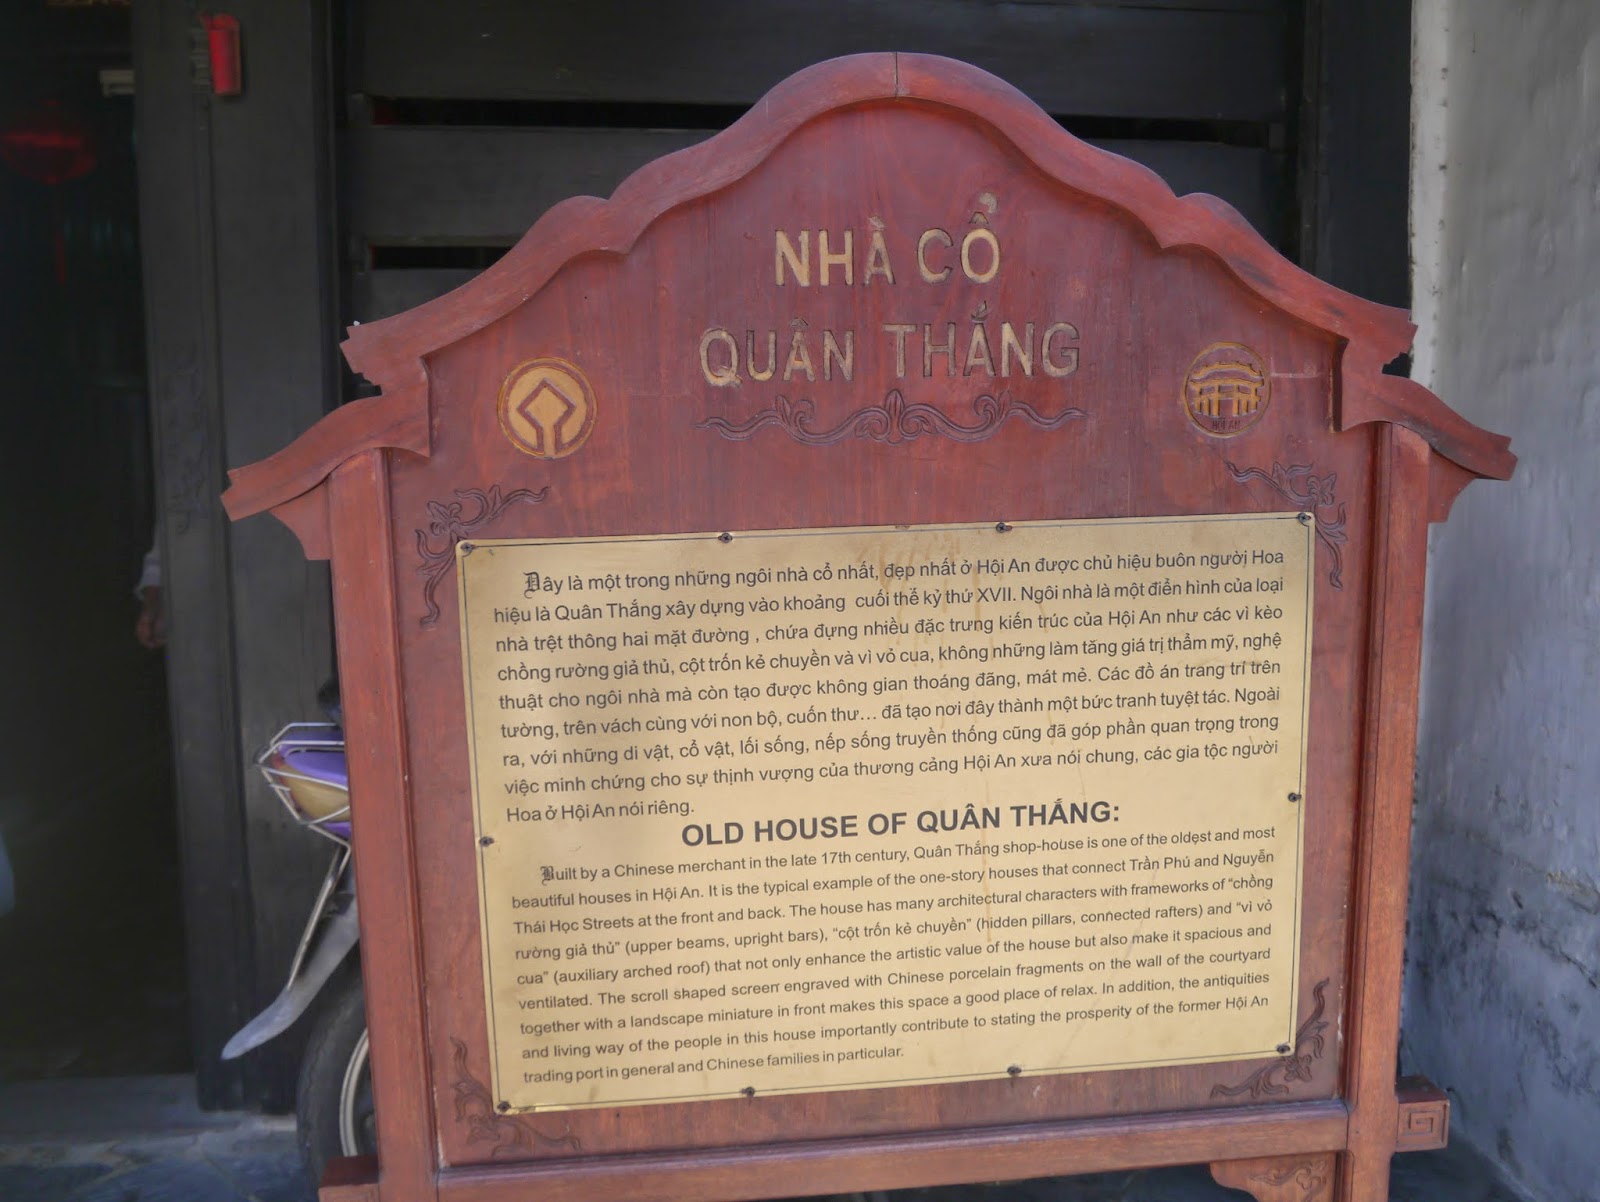 NHÀ CỔ
QUÂN THẮNG
HỘI AN
Đây là một trong những ngôi nhà cổ nhất, đẹp nhất ở Hội An được chủ hiệu buôn người Hoa
hiệu là Quân Thắng xây dựng vào khoảng cuối thế kỷ thứ XVII. Ngôi nhà là một điển hình của loại
nhà trệt thông hai mặt đường , chứa đựng nhiều đặc trưng kiến trúc của Hội An như các vì kèo
chồng rường giả thủ, cột trốn kẻ chuyền và vì vỏ cua, không những làm tăng giá trị thẩm mỹ, nghệ
thuật cho ngôi nhà mà còn tạo được không gian thoáng đãng, mát mẻ. Các đồ án trang trí trên
tường, trên vách cùng với non bộ, cuốn thư... đã tạo nơi đây thành một bức tranh tuyệt tác. Ngoài
ra, với những di vật, cổ vật, lối sống, nếp sống truyền thống cũng đã góp phần quan trọng trong
việc minh chứng cho sự thịnh vượng của thương cảng Hội An xưa nói chung, các gia tộc người
Hoa ở Hội An nói riêng.
OLD HOUSE OF QUÂN THẮNG:
Built by a Chinese merchant in the late 17th century, Quân Thắng shop-house is one of the oldest and most
beautiful houses in Hội An. It is the typical example of the one-story houses that connect Trần Phú and Nguyễn
Thái Học Streets at the front and back. The house has many architectural characters with frameworks of “chồng
rường giả thủ” (upper beams, upright bars), “cột trốn kẻ chuyền” (hidden pillars, connected rafters) and “vì vỏ
cua” (auxiliary arched roof) that not only enhance the artistic value of the house but also make it spacious and
ventilated. The scroll shaped screen engraved with Chinese porcelain fragments on the wall of the courtyard
together with a landscape miniature in front makes this space a good place of relax. In addition, the antiquities
and living way of the people in this house importantly contribute to stating the prosperity of the former Hội An
trading port in general and Chinese families in particular.